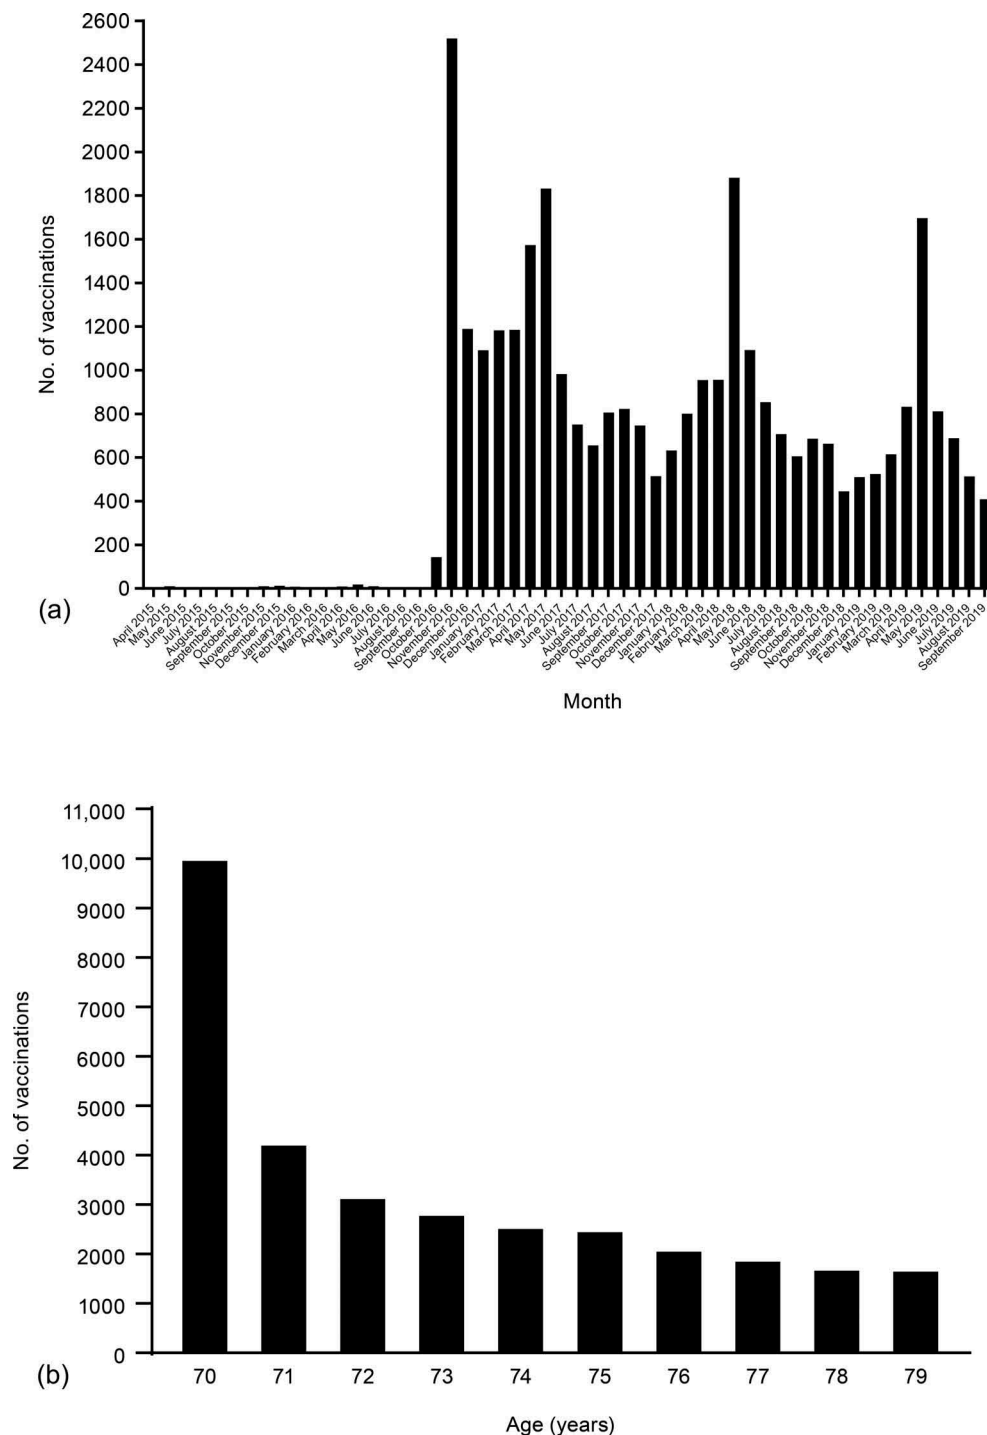 2600
2400
2200
2000
1800
1600
1400
1200
1000
800
600
400
200
0
No. of vaccinations
(a)
April 2015
May 2015
June 2015
July 2015
August 2015
September 2015
October 2015
November 2015
December 2015
January 2016
February 2016
March 2016
April 2016
May 2016
June 2016
July 2016
August 2016
September 2016
October 2016
November 2016
December 2016
January 2017
February 2017
March 2017
April 2017
May 2017
June 2017
July 2017
August 2017
September 2017
October 2017
November 2017
December 2017
January 2018
February 2018
March 2018
April 2018
May 2018
June 2018
July 2018
August 2018
September 2018
October 2018
November 2018
December 2018
January 2019
February 2019
March 2019
April 2019
May 2019
June 2019
July 2019
August 2019
September 2019
Month
11,000
10,000
9000
8000
7000
6000
5000
4000
3000
2000
1000
0
No. of vaccinations
(b)
70 71 72 73 74 75 76 77 78 79
Age (years)